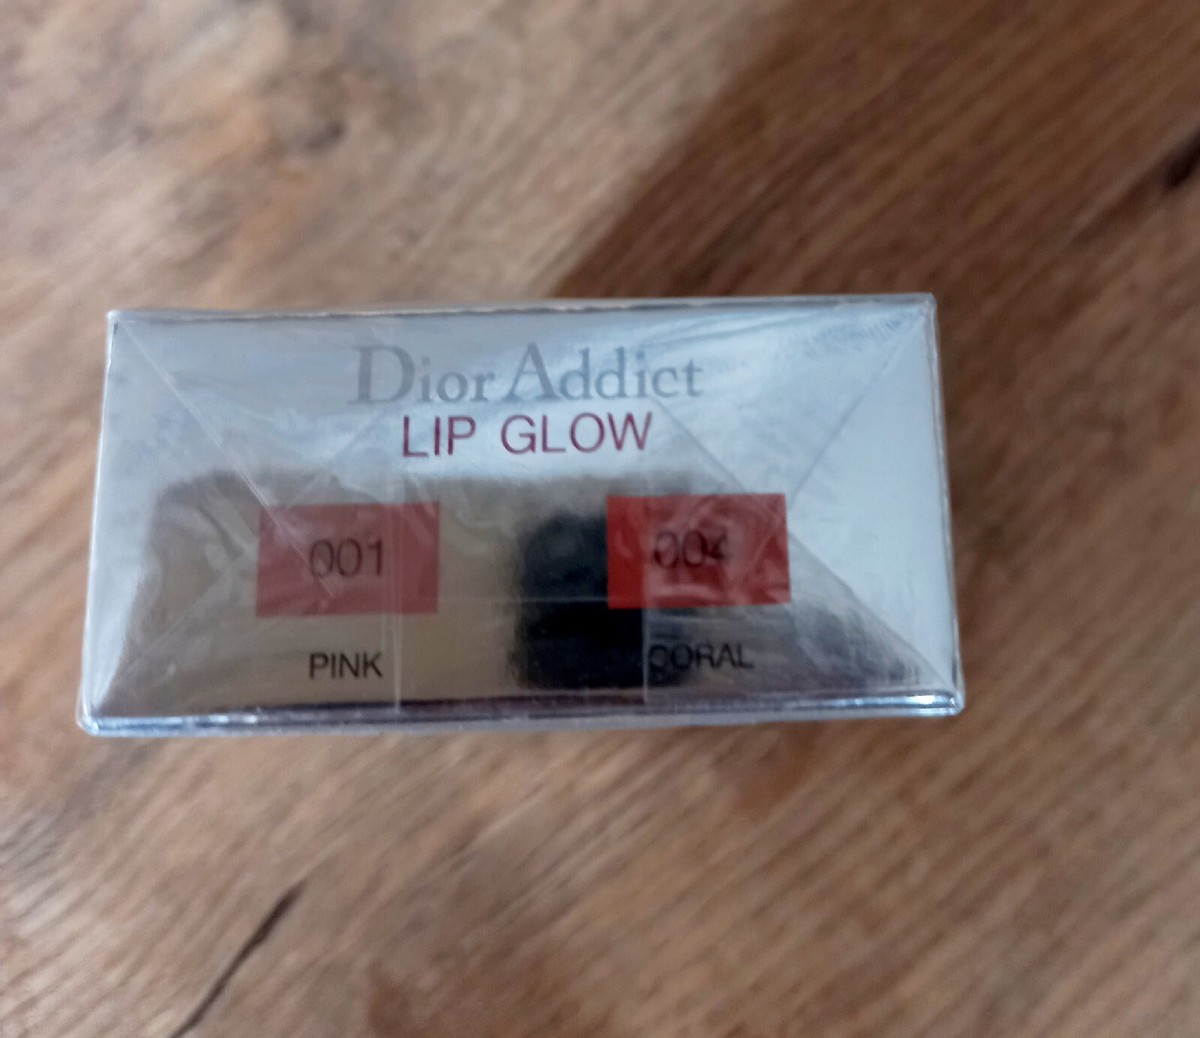 Dior Addict
LIP GLOW
001 004
PINK CORAL